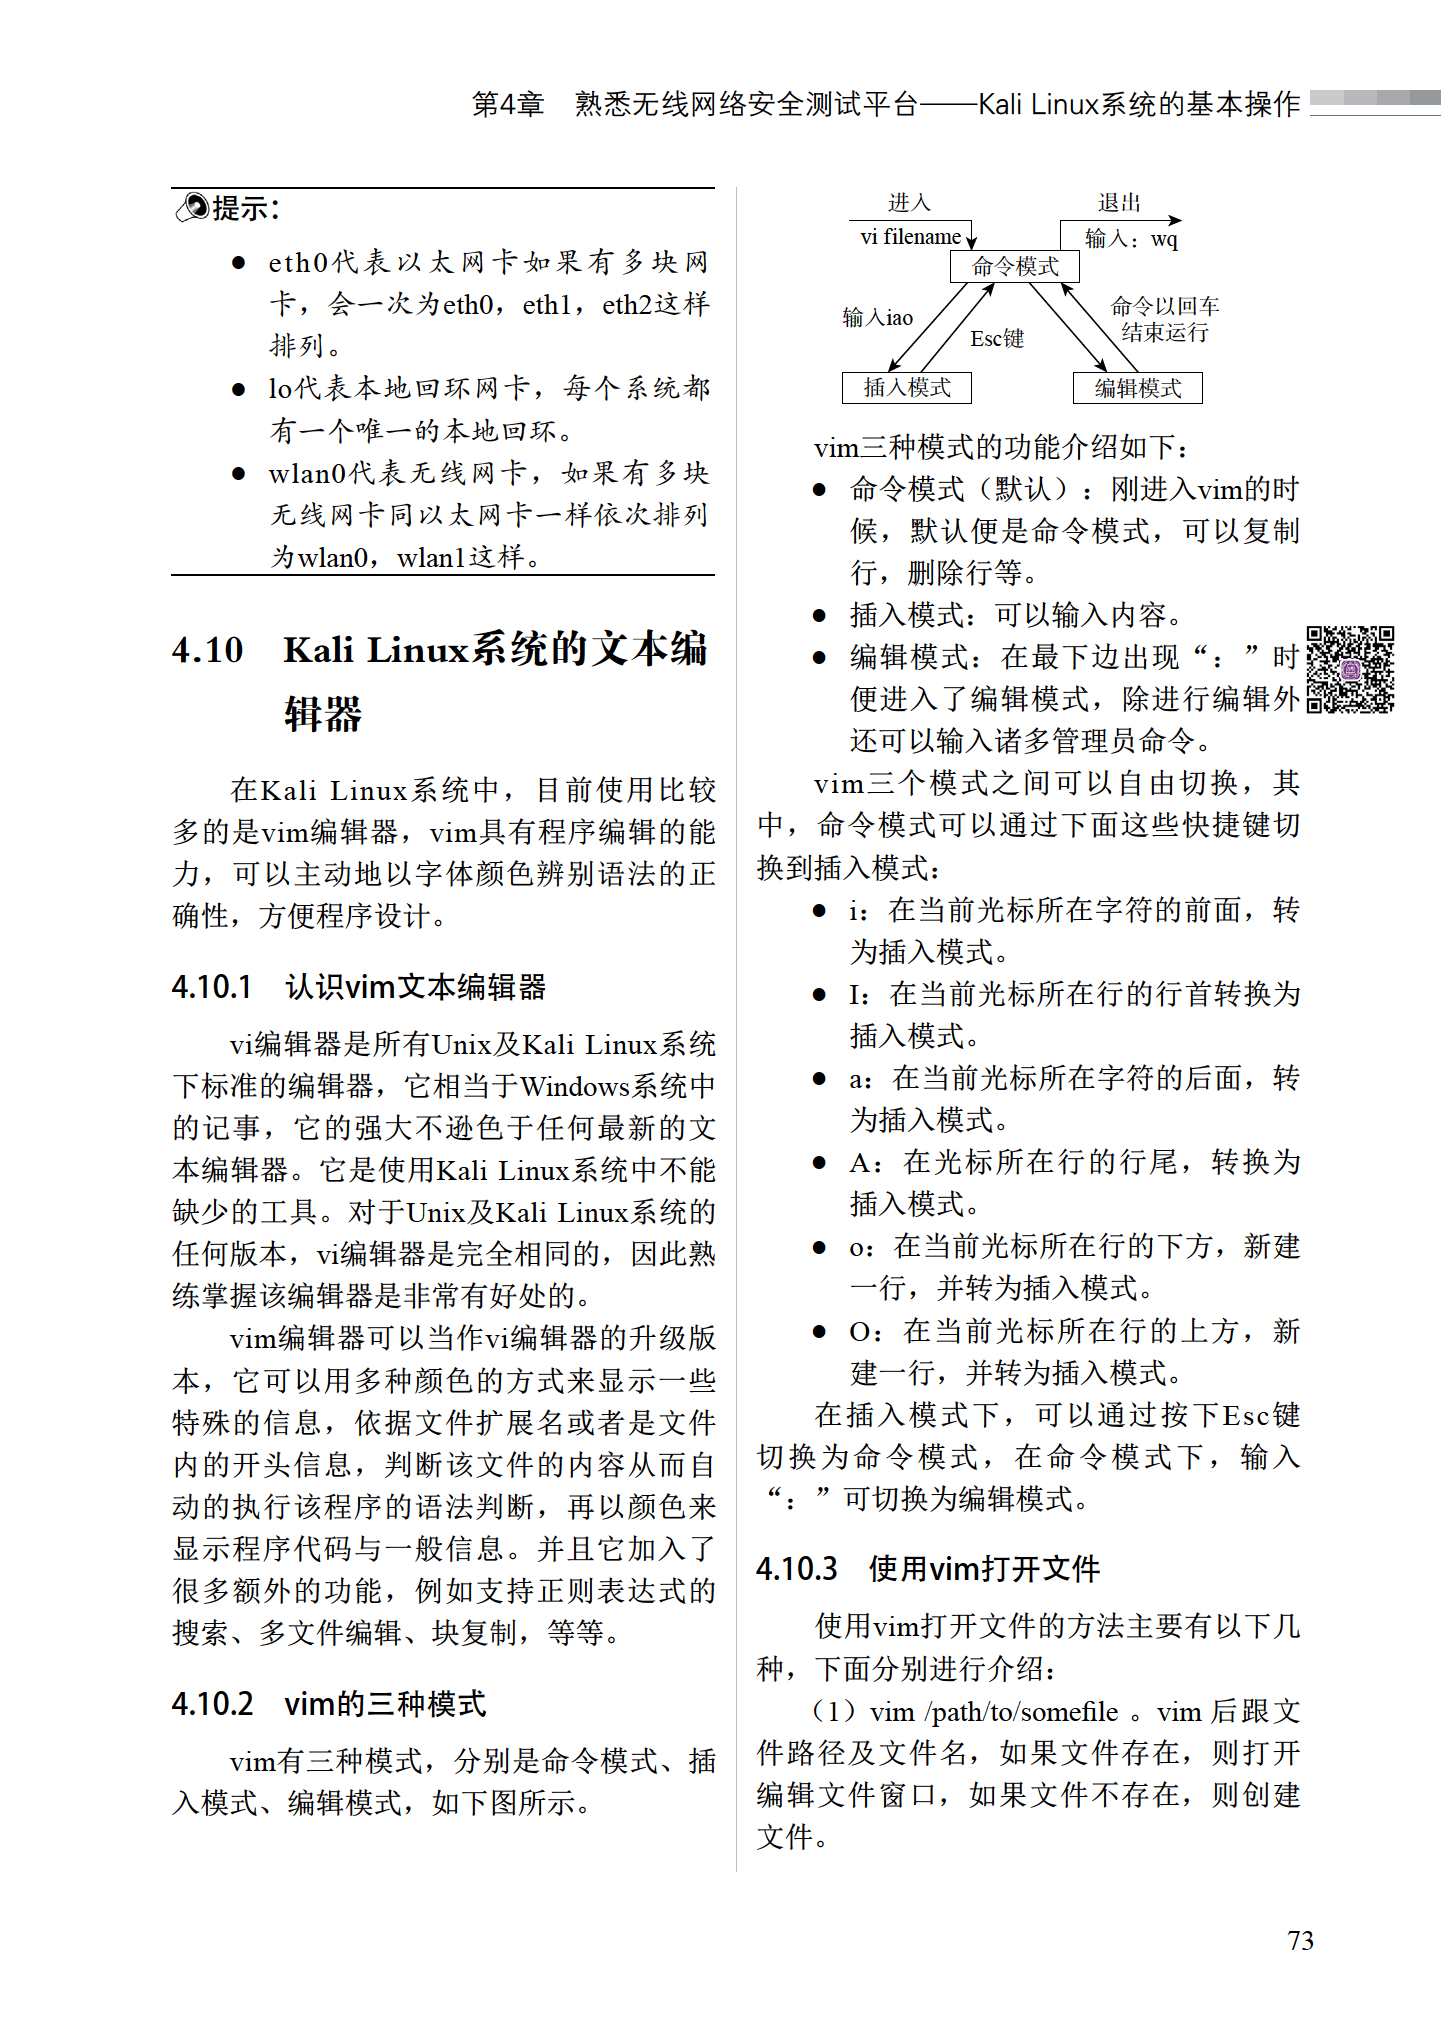 第4章　熟悉无线网络安全测试平台——Kali Linux系统的基本操作
提示：
● eth0代表以太网卡如果有多块网
卡，会一次为eth0，eth1，eth2这样
排列。
● lo代表本地回环网卡，每个系统都
有一个唯一的本地回环。
● wlan0代表无线网卡，如果有多块
无线网卡同以太网卡一样依次排列
为wlan0，wlan1这样。
4.10　Kali Linux系统的文本编
辑器
在Kali Linux系统中，目前使用比较
多的是vim编辑器，vim具有程序编辑的能
力，可以主动地以字体颜色辨别语法的正
确性，方便程序设计。
4.10.1　认识vim文本编辑器
vi编辑器是所有Unix及Kali Linux系统
下标准的编辑器，它相当于Windows系统中
的记事，它的强大不逊色于任何最新的文
本编辑器。它是使用Kali Linux系统中不能
缺少的工具。对于Unix及Kali Linux系统的
任何版本，vi编辑器是完全相同的，因此熟
练掌握该编辑器是非常有好处的。
vim编辑器可以当作vi编辑器的升级版
本，它可以用多种颜色的方式来显示一些
特殊的信息，依据文件扩展名或者是文件
内的开头信息，判断该文件的内容从而自
动的执行该程序的语法判断，再以颜色来
显示程序代码与一般信息。并且它加入了
很多额外的功能，例如支持正则表达式的
搜索、多文件编辑、块复制，等等。
4.10.2　vim的三种模式
vim有三种模式，分别是命令模式、插
入模式、编辑模式，如下图所示。
进入
退出
vi filename
输入：wq
命令模式
输入iao
Esc键
命令以回车
结束运行
插入模式
编辑模式
vim三种模式的功能介绍如下：
● 命令模式（默认）：刚进入vim的时
候，默认便是命令模式，可以复制
行，删除行等。
● 插入模式：可以输入内容。
● 编辑模式：在最下边出现“：”时
便进入了编辑模式，除进行编辑外
还可以输入诸多管理员命令。
vim三个模式之间可以自由切换，其
中，命令模式可以通过下面这些快捷键切
换到插入模式：
● i：在当前光标所在字符的前面，转
为插入模式。
● I：在当前光标所在行的行首转换为
插入模式。
● a：在当前光标所在字符的后面，转
为插入模式。
● A：在光标所在行的行尾，转换为
插入模式。
● o：在当前光标所在行的下方，新建
一行，并转为插入模式。
● O：在当前光标所在行的上方，新
建一行，并转为插入模式。
在插入模式下，可以通过按下Esc键
切换为命令模式，在命令模式下，输入
“：”可切换为编辑模式。
4.10.3　使用vim打开文件
使用vim打开文件的方法主要有以下几
种，下面分别进行介绍：
（1）vim /path/to/somefile 。vim 后跟文
件路径及文件名，如果文件存在，则打开
编辑文件窗口，如果文件不存在，则创建
文件。
73